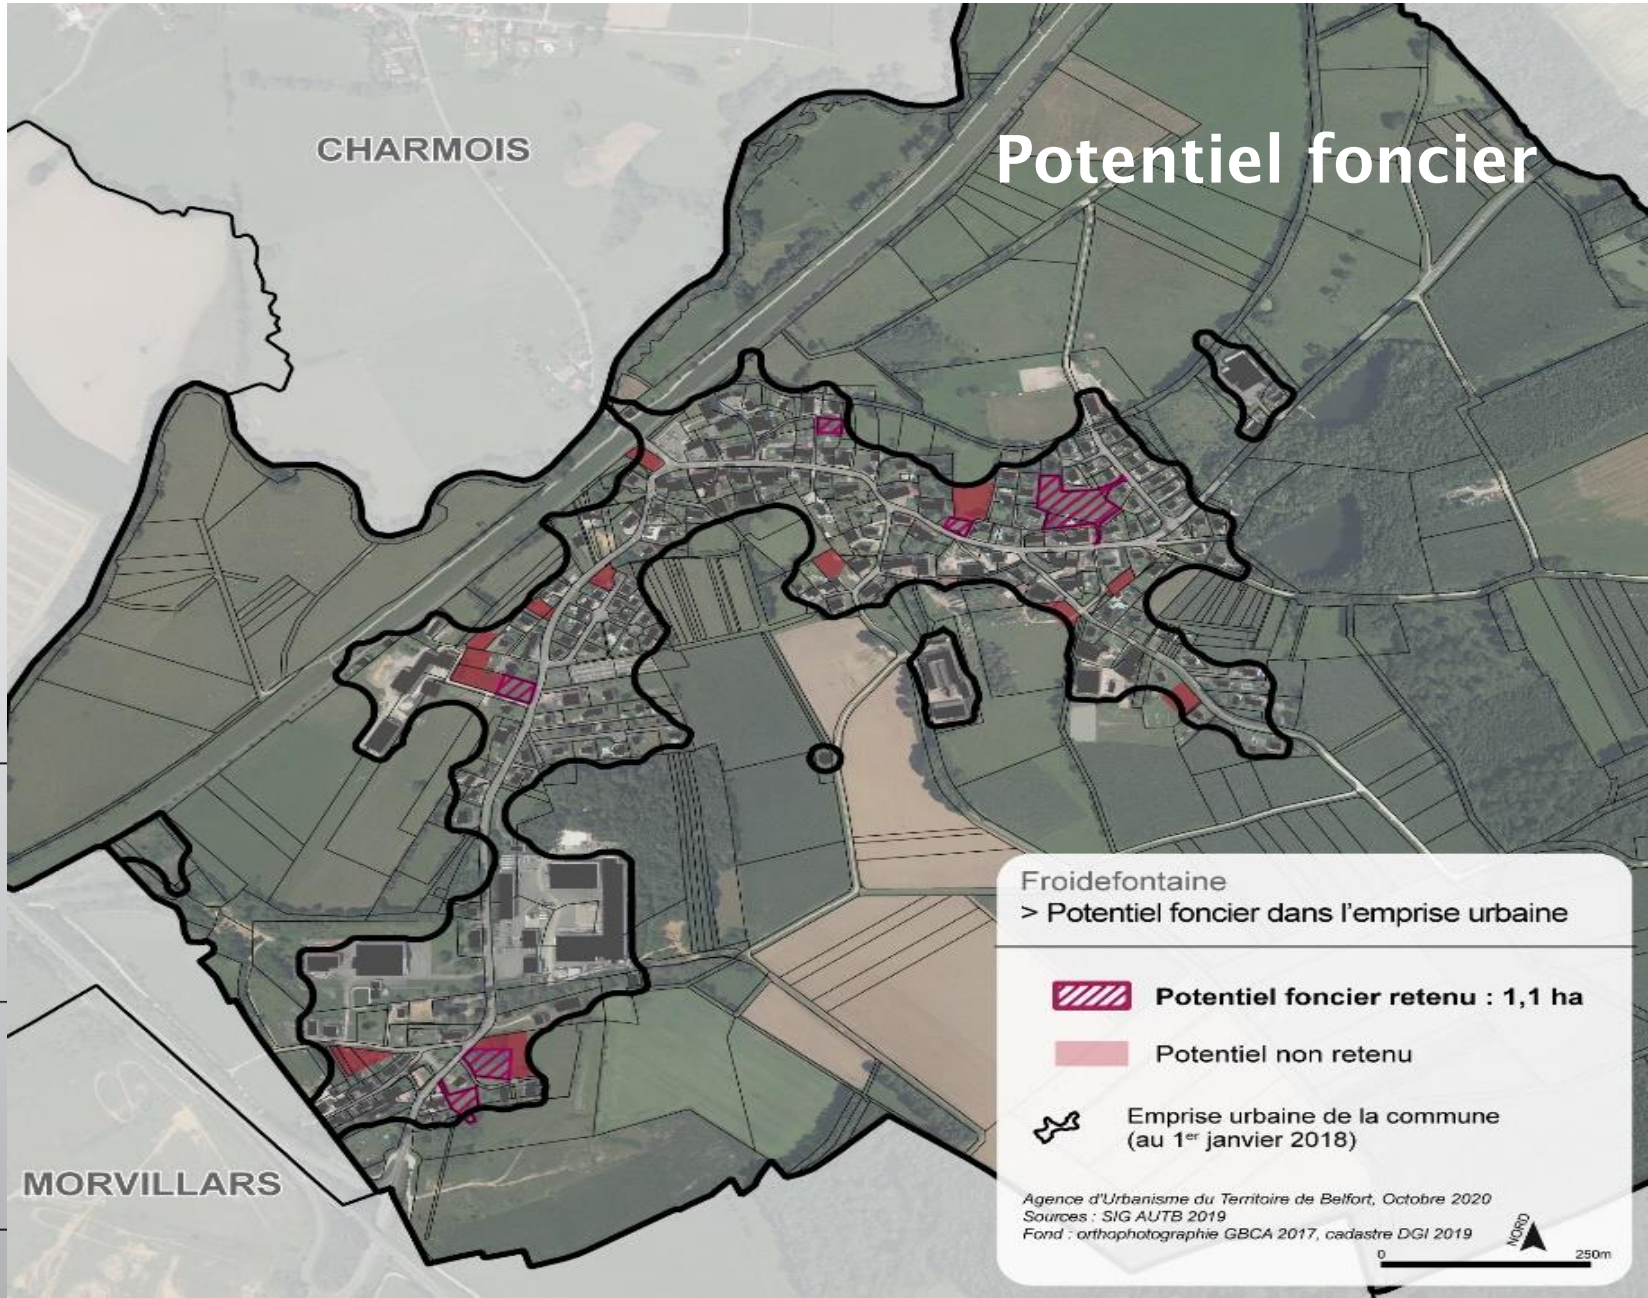 CHARMOIS
Potentiel foncier
MORVILLARS
Froidefontaine
> Potentiel foncier dans l'emprise urbaine
Potentiel foncier retenu : 1,1 ha
Potentiel non retenu
Emprise urbaine de la commune
(au 1er janvier 2018)
Agence d'Urbanisme du Territoire de Belfort, Octobre 2020
Sources : SIG AUTB 2019
Fond : orthophotographie GBCA 2017, cadastre DGI 2019
NORD
0 250m